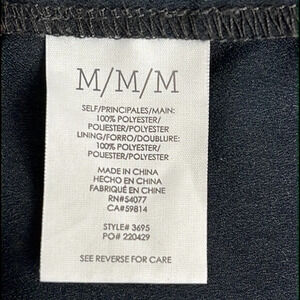 M/M/M
SELF/PRINCIPALES/MAIN:
100% POLYESTER/
POLIESTER/POLYESTER
LINING/FORRO/DOUBLURE:
100% POLYESTER/
POLIESTER/POLYESTER
MADE IN CHINA
HECHO EN CHINA
FABRIQUÉ EN CHINE
RN#54077
CA#59814
STYLE# 3695
PO# 220429
SEE REVERSE FOR CARE